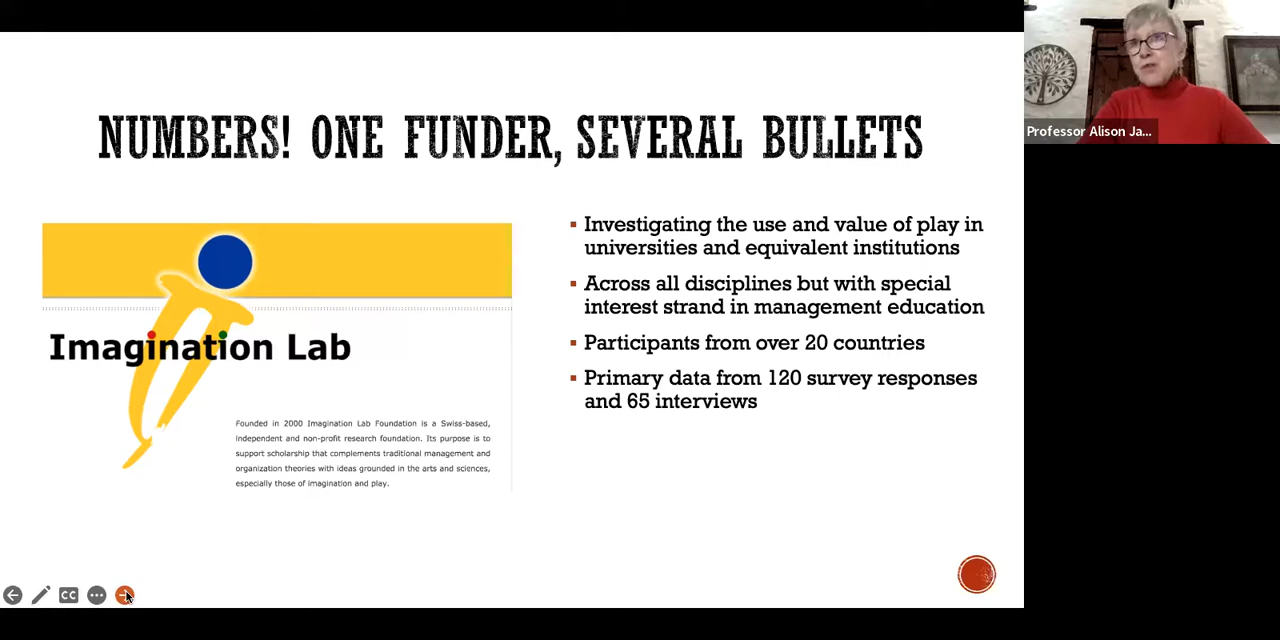 NUMBERS! ONE FUNDER, SEVERAL BULLETS
Imagination Lab
Founded in 2000 Imagination Lab Foundation is a Swiss-based,
independent and non-profit research foundation. Its purpose is to
support scholarship that complements traditional management and
organization theories with ideas grounded in the arts and sciences,
especially those of imagination and play.
Investigating the use and value of play in
universities and equivalent institutions
Across all disciplines but with special
interest strand in management education
Participants from over 20 countries
Primary data from 120 survey responses
and 65 interviews
Professor Alison Ja...
CC